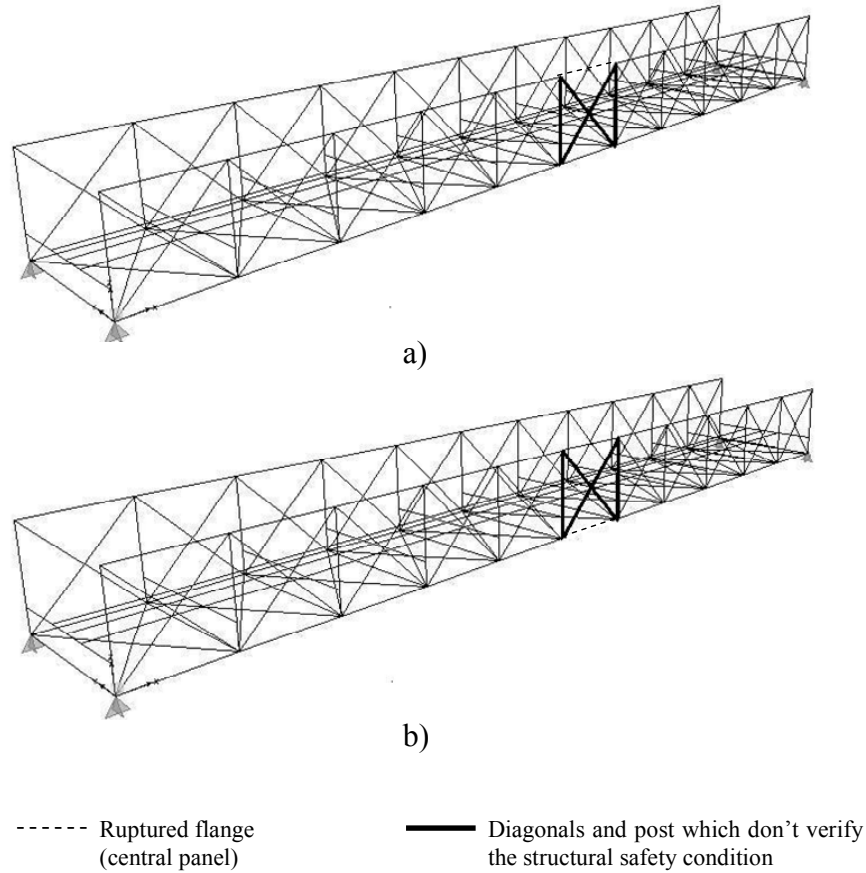 a)
b)
Ruptured flange
(central panel)
Diagonals and post which don't verify
the structural safety condition